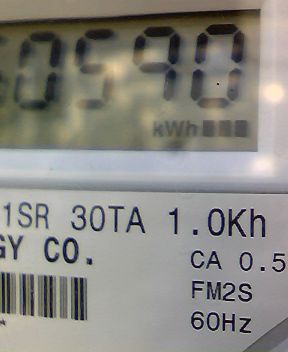 0590
kWh
1SR 30TA 1.0Kh
GY CO.
CA 0.5
FM2S
60Hz